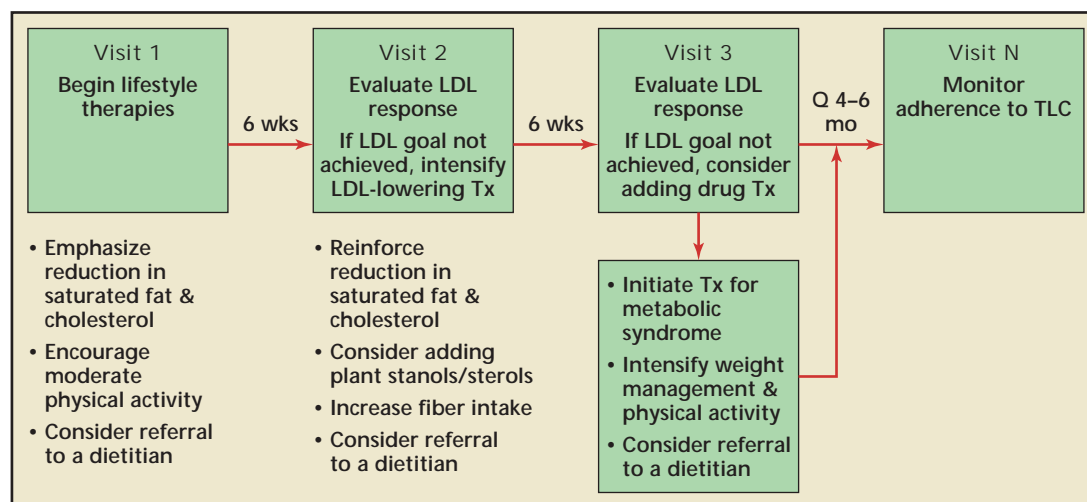 Visit 1
Begin lifestyle
therapies
6 wks
Visit 2
Evaluate LDL
response
If LDL goal not
achieved, intensify
LDL-lowering Tx
6 wks
Visit 3
Evaluate LDL
response
If LDL goal not
achieved, consider
adding drug Tx
Q 4–6
mo
Visit N
Monitor
adherence to TLC
• Emphasize
reduction in
saturated fat &
cholesterol
• Encourage
moderate
physical activity
• Consider referral
to a dietitian
• Reinforce
reduction in
saturated fat &
cholesterol
• Consider adding
plant stanols/sterols
• Increase fiber intake
• Consider referral
to a dietitian
• Initiate Tx for
metabolic
syndrome
• Intensify weight
management &
physical activity
• Consider referral
to a dietitian